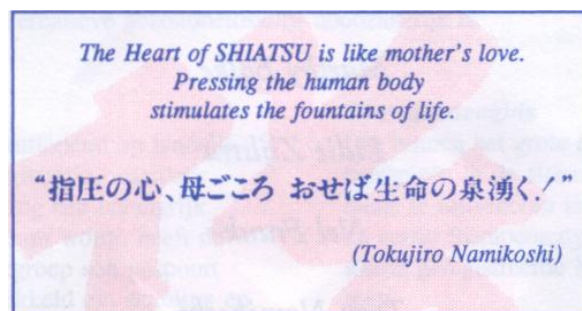 The Heart of SHIATSU is like mother's love.
Pressing the human body
stimulates the fountains of life.
“指圧の心、母ごころ おせば生命の泉湧く!”
(Tokujiro Namikoshi)